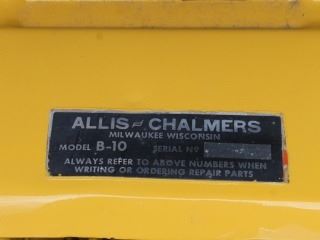 ALLIS-CHALMERS
MILWAUKEE WISCONSIN
MODEL B-10 SERIAL Nº
ALWAYS REFER TO ABOVE NUMBERS WHEN
WRITING OR ORDERING REPAIR PARTS